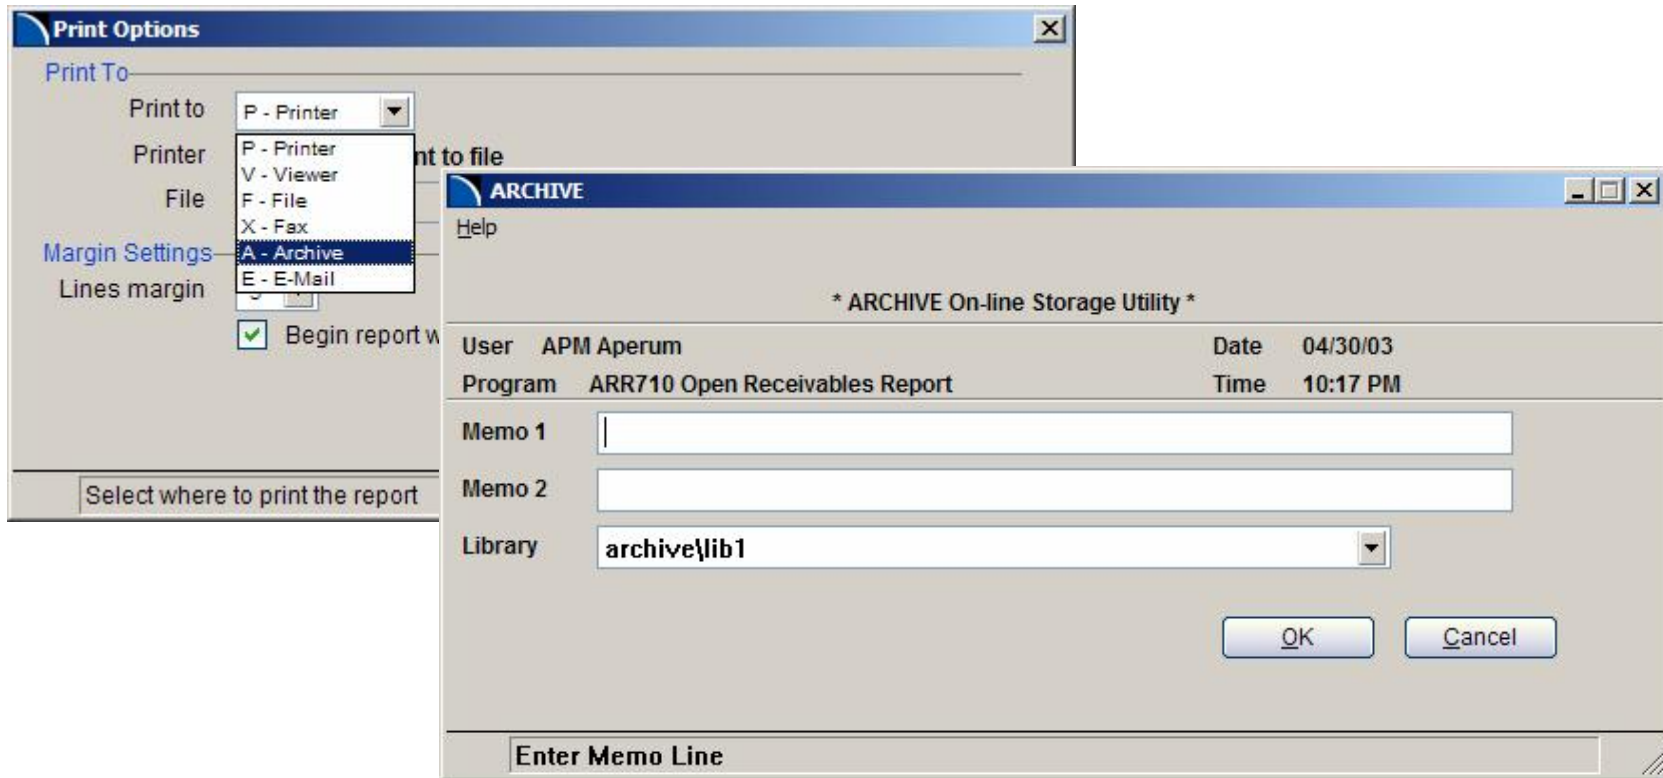 Print Options
Print To
Print to P - Printer
P - Printer
V - Viewer
F - File
X - Fax
A - Archive
E - E-Mail
Printer nt to file
File
Margin Settings
Lines margin
Begin report w
Select where to print the report
ARCHIVE
Help
* ARCHIVE On-line Storage Utility *
User APM Aperum Date 04/30/03
Program ARR710 Open Receivables Report Time 10:17 PM
Memo 1
Memo 2
Library archive\lib1
OK Cancel
Enter Memo Line